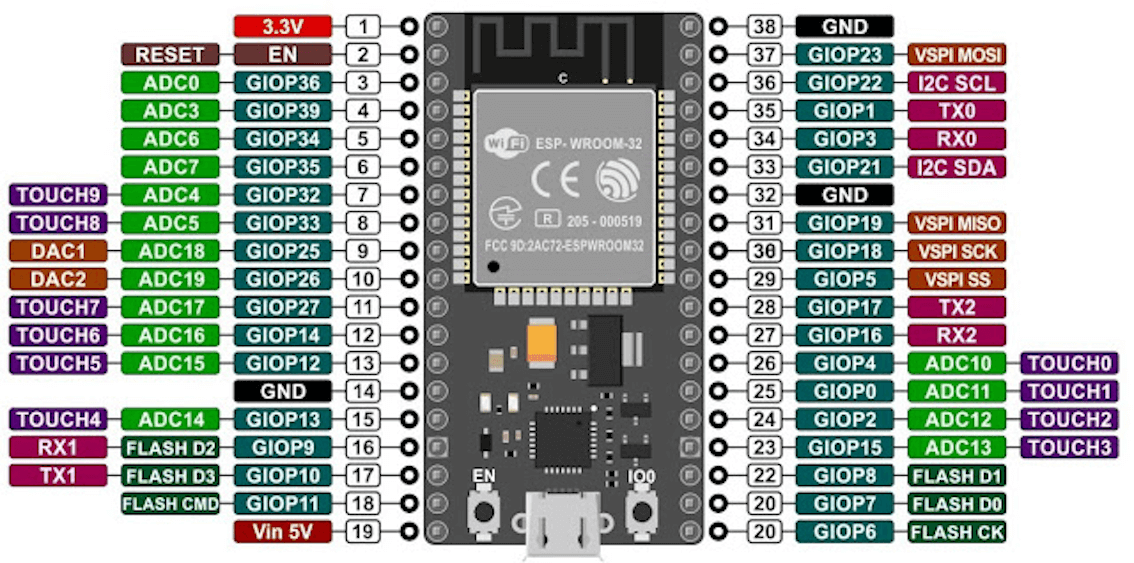 3.3V 1 38 GND
RESET EN 2 37 GIOP23 VSPI MOSI
ADC0 GIOP36 3 36 GIOP22 I2C SCL
ADC3 GIOP39 4 35 GIOP1 TX0
ADC6 GIOP34 5 34 GIOP3 RX0
ADC7 GIOP35 6 33 GIOP21 I2C SDA
TOUCH9 ADC4 GIOP32 7 32 GND
TOUCH8 ADC5 GIOP33 8 31 GIOP19 VSPI MISO
DAC1 ADC18 GIOP25 9 30 GIOP18 VSPI SCK
DAC2 ADC19 GIOP26 10 29 GIOP5 VSPI SS
TOUCH7 ADC17 GIOP27 11 28 GIOP17 TX2
TOUCH6 ADC16 GIOP14 12 27 GIOP16 RX2
TOUCH5 ADC15 GIOP12 13 26 GIOP4 ADC10 TOUCH0
GND 14 25 GIOP0 ADC11 TOUCH1
TOUCH4 ADC14 GIOP13 15 24 GIOP2 ADC12 TOUCH2
RX1 FLASH D2 GIOP9 16 23 GIOP15 ADC13 TOUCH3
TX1 FLASH D3 GIOP10 17 22 GIOP8 FLASH D1
FLASH CMD GIOP11 18 20 GIOP7 FLASH D0
Vin 5V 19 20 GIOP6 FLASH CK
C
WiFi ESP-WROOM-32
CE
R 205-000519
FCC 9D:2AC72-ESPWROOM32
EN IO0